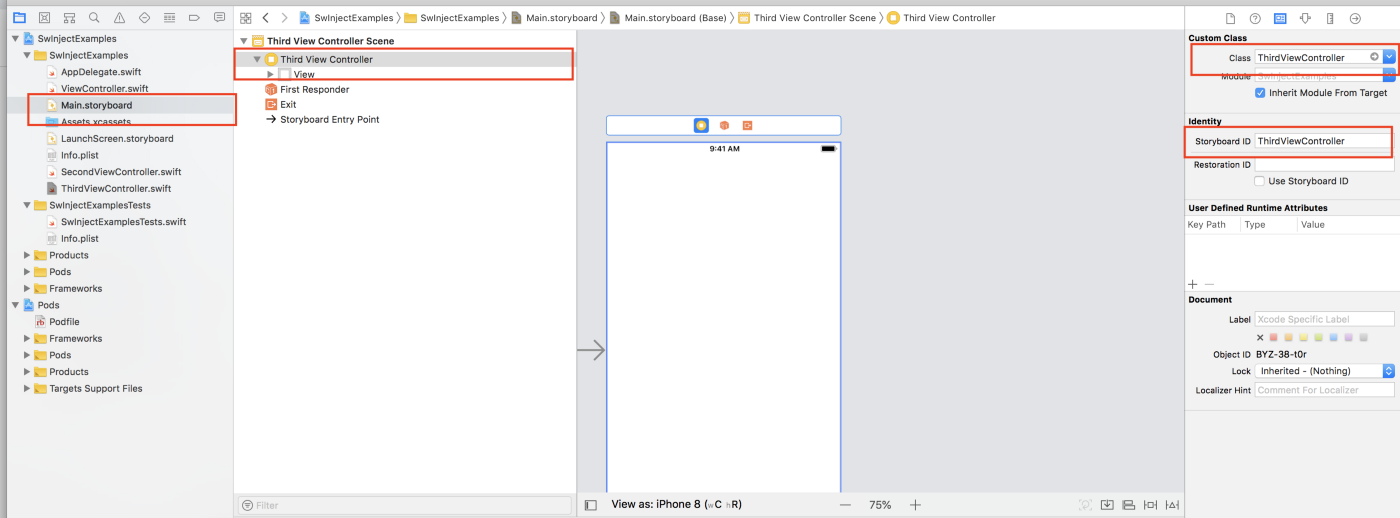 SwInjectExamples
SwInjectExamples
AppDelegate.swift
ViewController.swift
Main.storyboard
Assets.xcassets
LaunchScreen.storyboard
Info.plist
SecondViewController.swift
ThirdViewController.swift
SwInjectExamplesTests
SwInjectExamplesTests.swift
Info.plist
Products
Pods
Frameworks
Pods
Podfile
Frameworks
Pods
Products
Targets Support Files
SwInjectExamples SwInjectExamples Main.storyboard Main.storyboard (Base) Third View Controller Scene Third View Controller
Third View Controller Scene
Third View Controller
View
First Responder
Exit
Storyboard Entry Point
Filter
9:41 AM
View as: iPhone 8 (wC hR)
75%
Custom Class
Class ThirdViewController
Module SwInjectExamples
Inherit Module From Target
Identity
Storyboard ID ThirdViewController
Restoration ID
Use Storyboard ID
User Defined Runtime Attributes
Key Path Type Value
Document
Label Xcode Specific Label
Object ID BYZ-38-t0r
Lock Inherited - (Nothing)
Localizer Hint Comment For Localizer